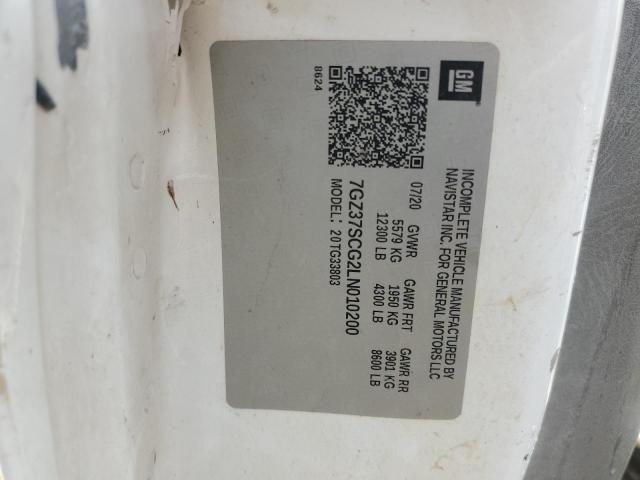 GM
INCOMPLETE VEHICLE MANUFACTURED BY
NAVISTAR INC. FOR GENERAL MOTORS LLC
07/20 GVWR GAWR FRT GAWR RR
5579 KG 1950 KG 3901 KG
12300 LB 4300 LB 8600 LB
7GZ37SCG2LN010200
MODEL: 20TG33803
8624